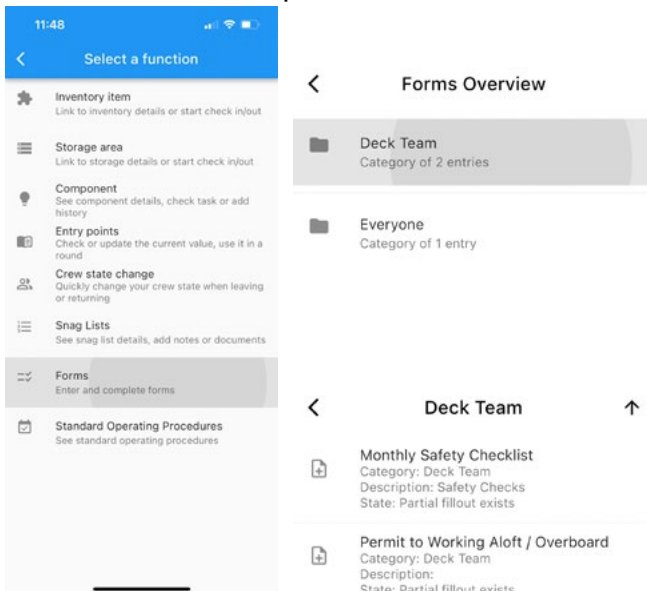 11:48
Select a function
Inventory item
Link to inventory details or start check in/out
Storage area
Link to storage details or start check in/out
Component
See component details, check task or add
history
Entry points
Check or update the current value, use it in a
round
Crew state change
Quickly change your crew state when leaving
or returning
Snag Lists
See snag list details, add notes or documents
Forms
Enter and complete forms
Standard Operating Procedures
See standard operating procedures
Forms Overview
Deck Team
Category of 2 entries
Everyone
Category of 1 entry
Deck Team
Monthly Safety Checklist
Category: Deck Team
Description: Safety Checks
State: Partial fillout exists
Permit to Working Aloft / Overboard
Category: Deck Team
Description:
State: Partial fillout exists